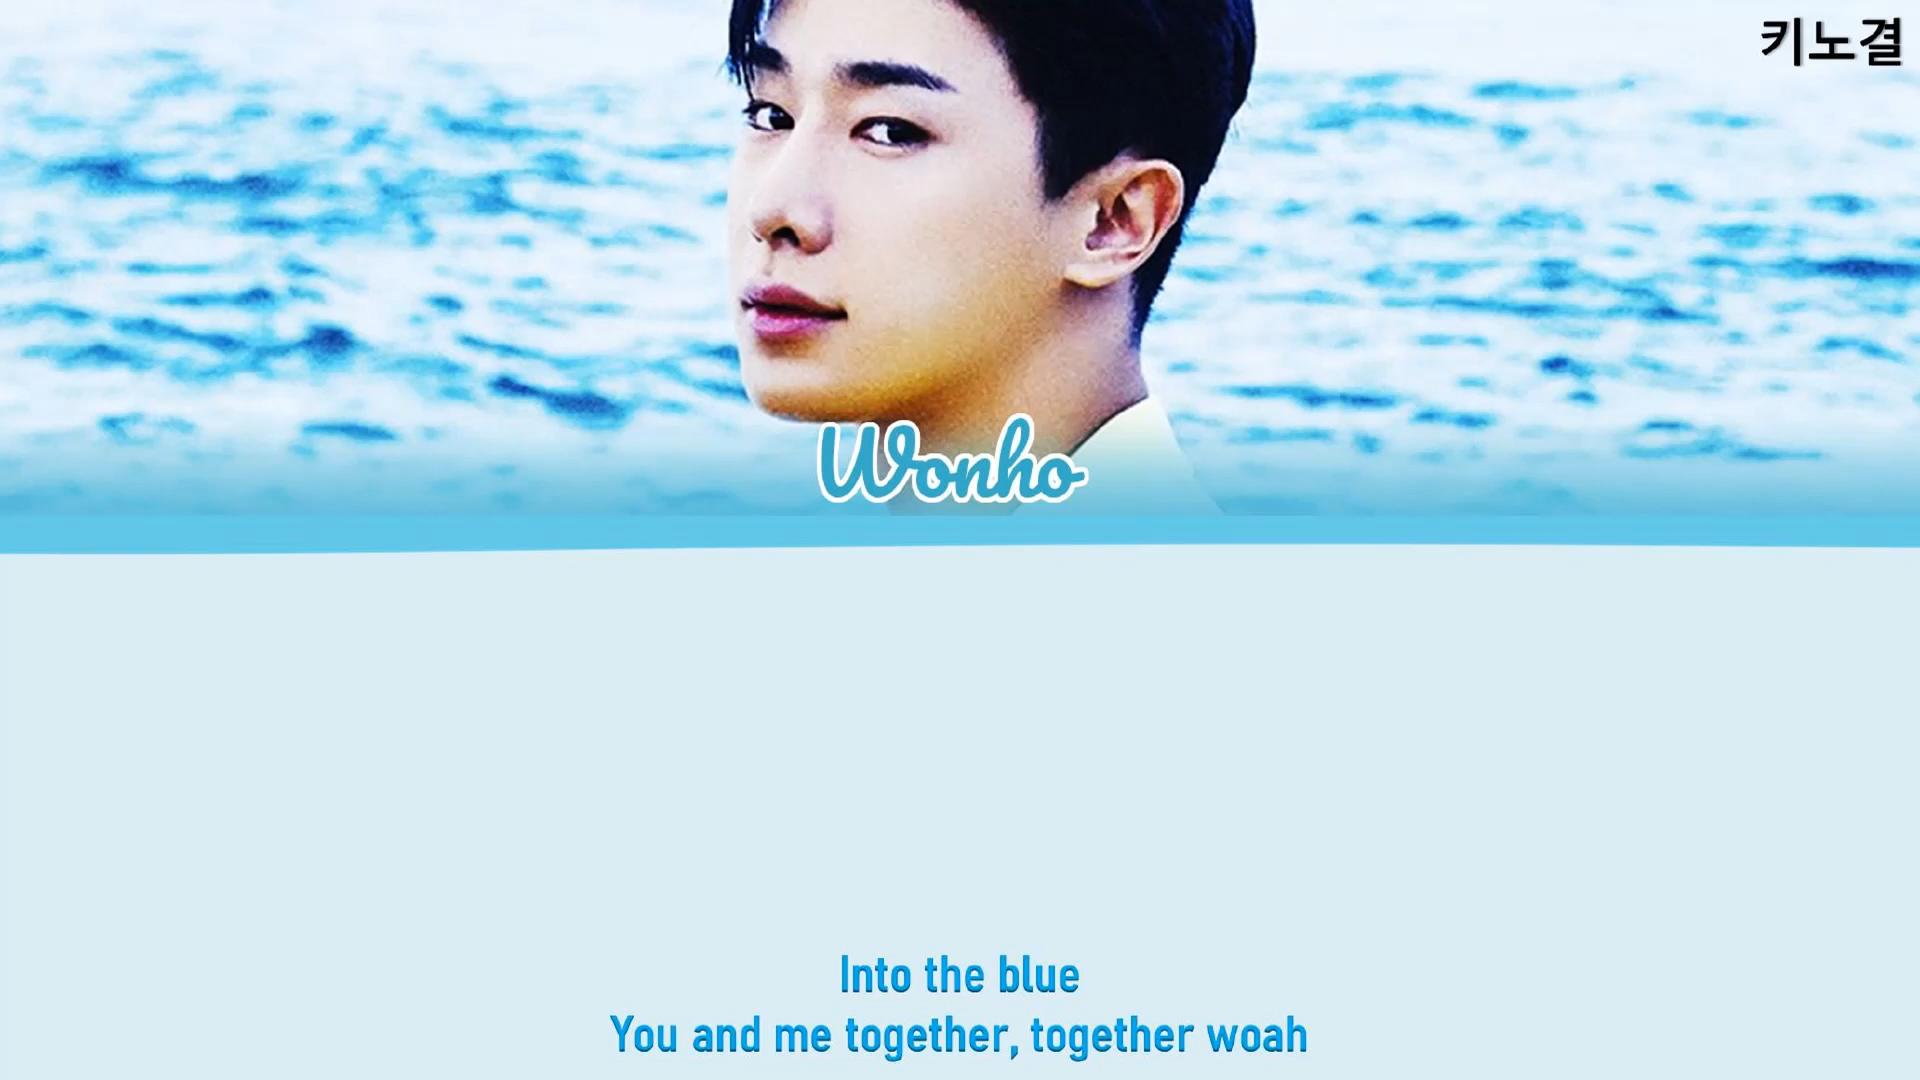 키노결
Wonho
Into the blue
You and me together, together woah